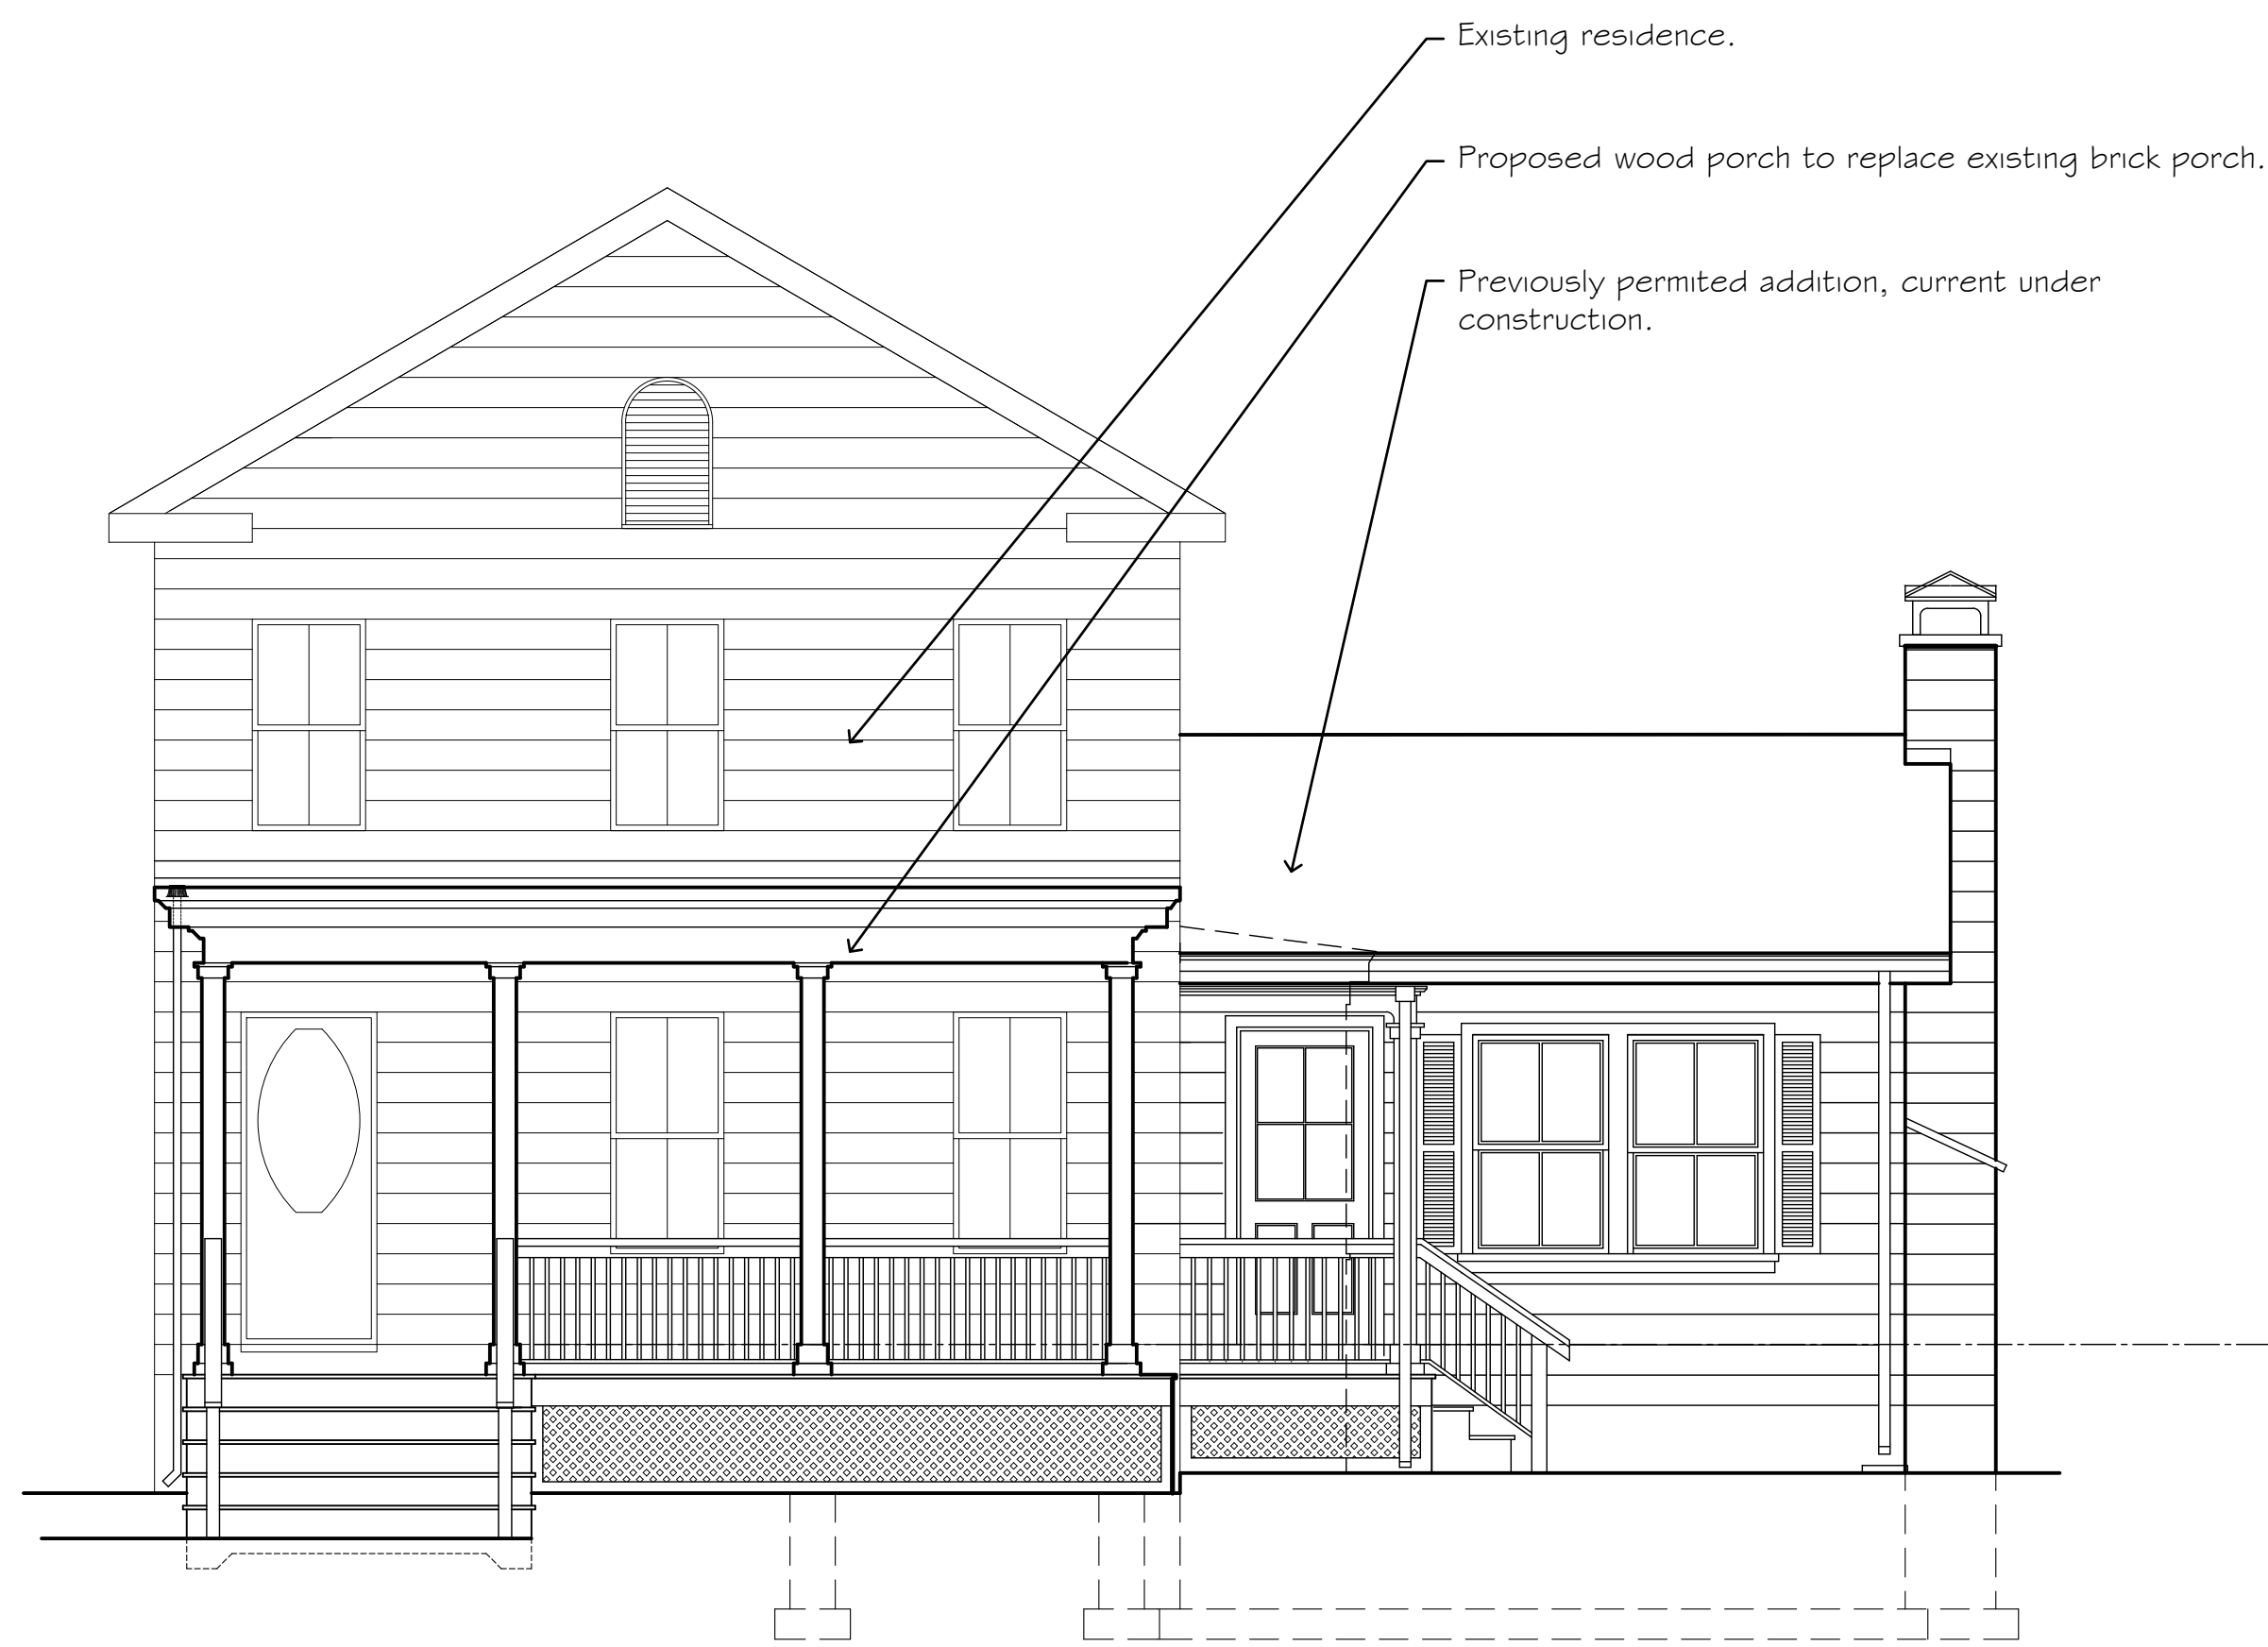 Existing residence.
Proposed wood porch to replace existing brick porch.
Previously permited addition, current under
construction.